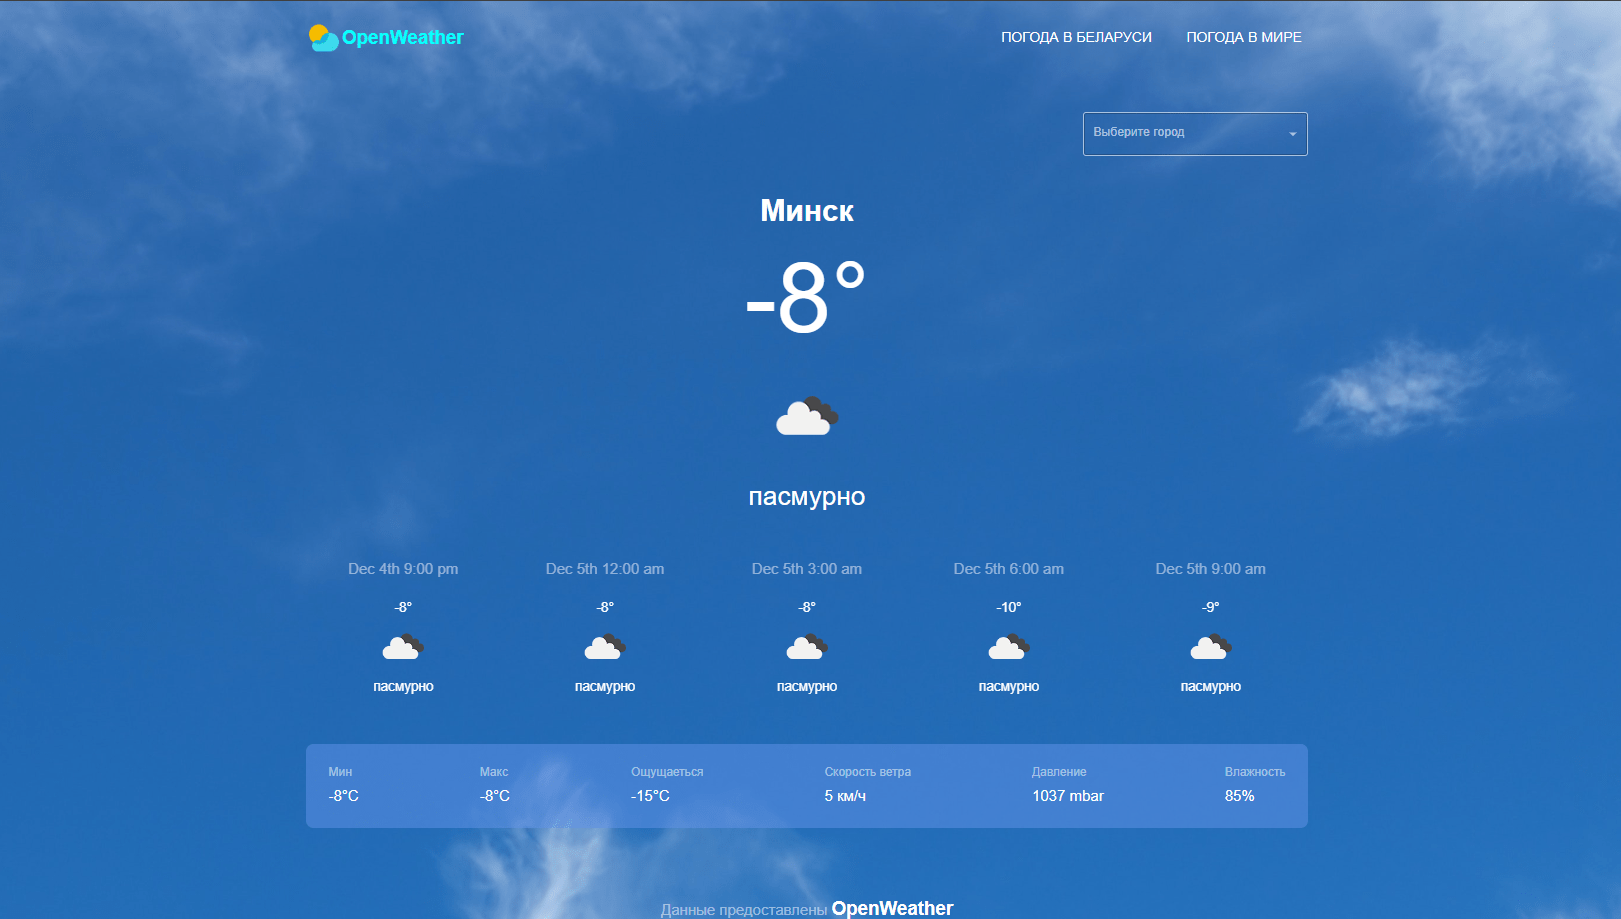 OpenWeather
ПОГОДА В БЕЛАРУСИ ПОГОДА В МИРЕ
Выберите город
Минск
-8°
пасмурно
Dec 4th 9:00 pm Dec 5th 12:00 am Dec 5th 3:00 am Dec 5th 6:00 am Dec 5th 9:00 am
-8° -8° -8° -10° -9°
пасмурно пасмурно пасмурно пасмурно пасмурно
Мин Макс Ощущаеться Скорость ветра Давление Влажность
-8°C -8°C -15°C 5 км/ч 1037 mbar 85%
Данные предоставлены OpenWeather